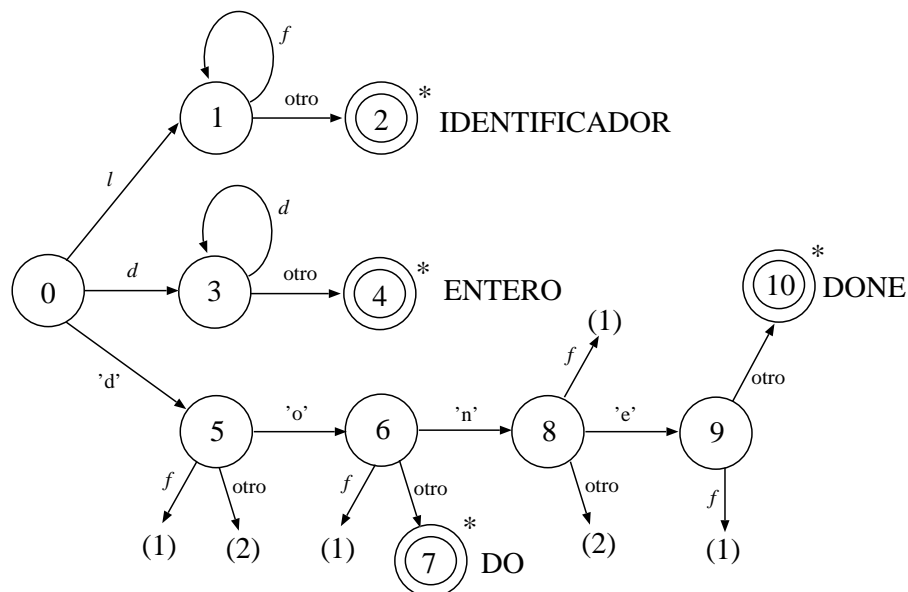 f
1 otro 2 * IDENTIFICADOR
l
d
0 d 3 otro 4 * ENTERO
10 * DONE
(1)
f
'd' otro
5 'o' 6 'n' 8 'e' 9
f otro f otro otro f
(1) (2) (1) (2) (1)
7 * DO